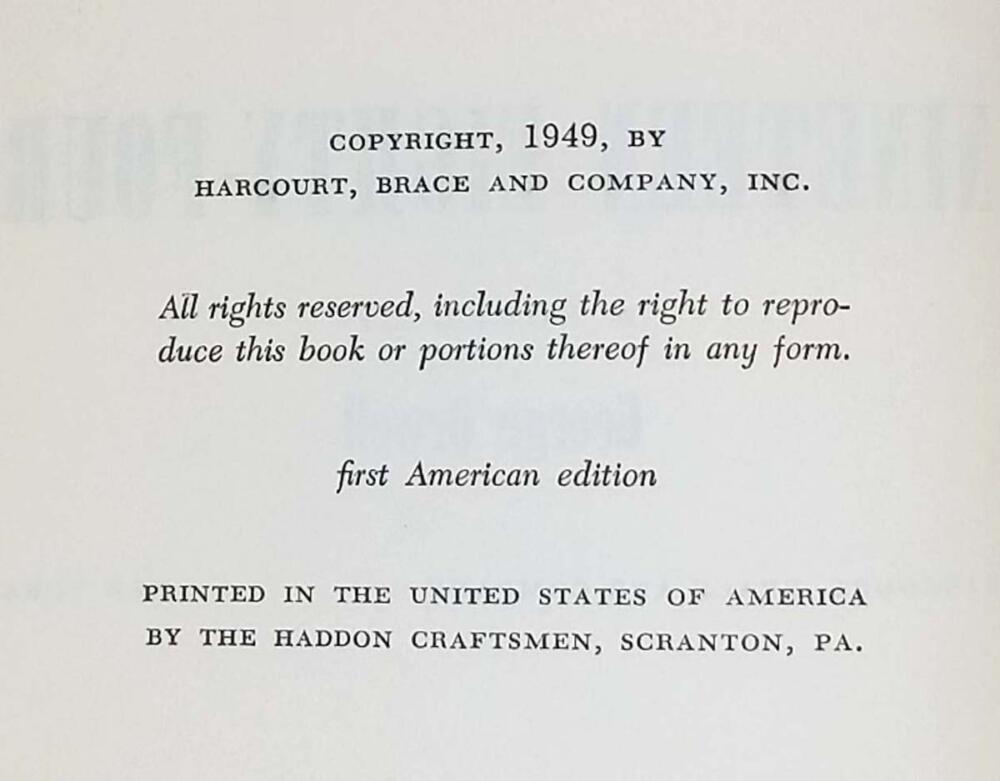 COPYRIGHT, 1949, BY
HARCOURT, BRACE AND COMPANY, INC.
All rights reserved, including the right to repro-
duce this book or portions thereof in any form.
first American edition
PRINTED IN THE UNITED STATES OF AMERICA
BY THE HADDON CRAFTSMEN, SCRANTON, PA.